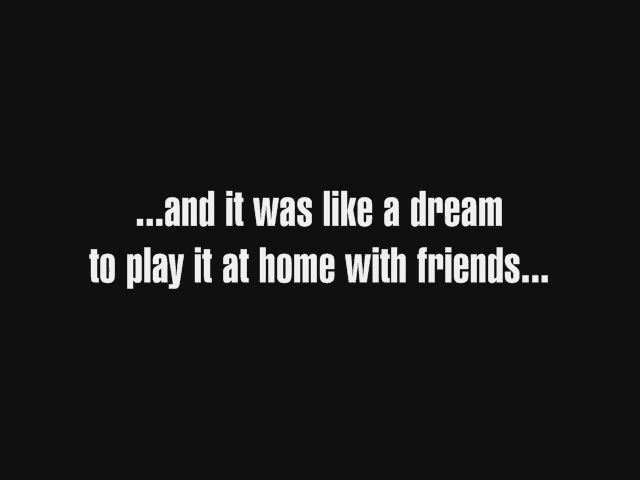 ...and it was like a dream
to play it at home with friends...